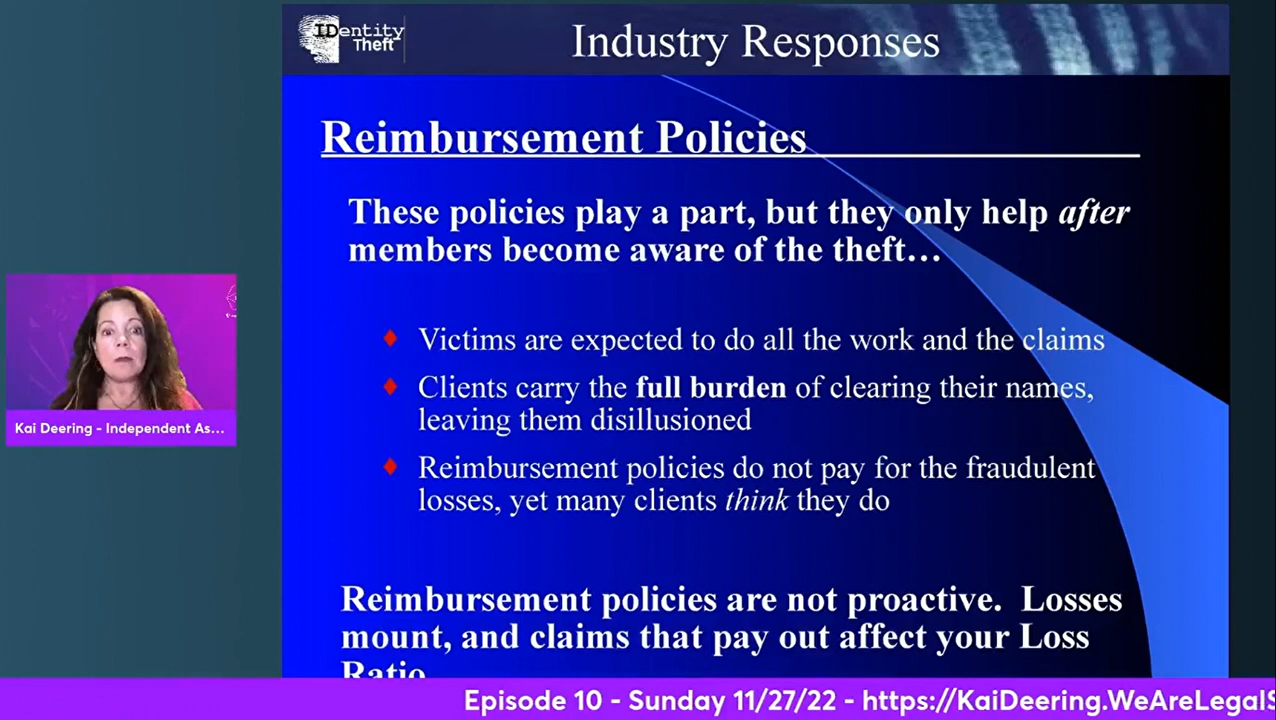 IDentity
Theft
Industry Responses
Reimbursement Policies
These policies play a part, but they only help after
members become aware of the theft…
Victims are expected to do all the work and the claims
Clients carry the full burden of clearing their names,
leaving them disillusioned
Reimbursement policies do not pay for the fraudulent
losses, yet many clients think they do
Reimbursement policies are not proactive. Losses
mount, and claims that pay out affect your Loss
Ratio
Kai Deering - Independent As...
Episode 10 - Sunday 11/27/22 - https://KaiDeering.WeAreLegalS